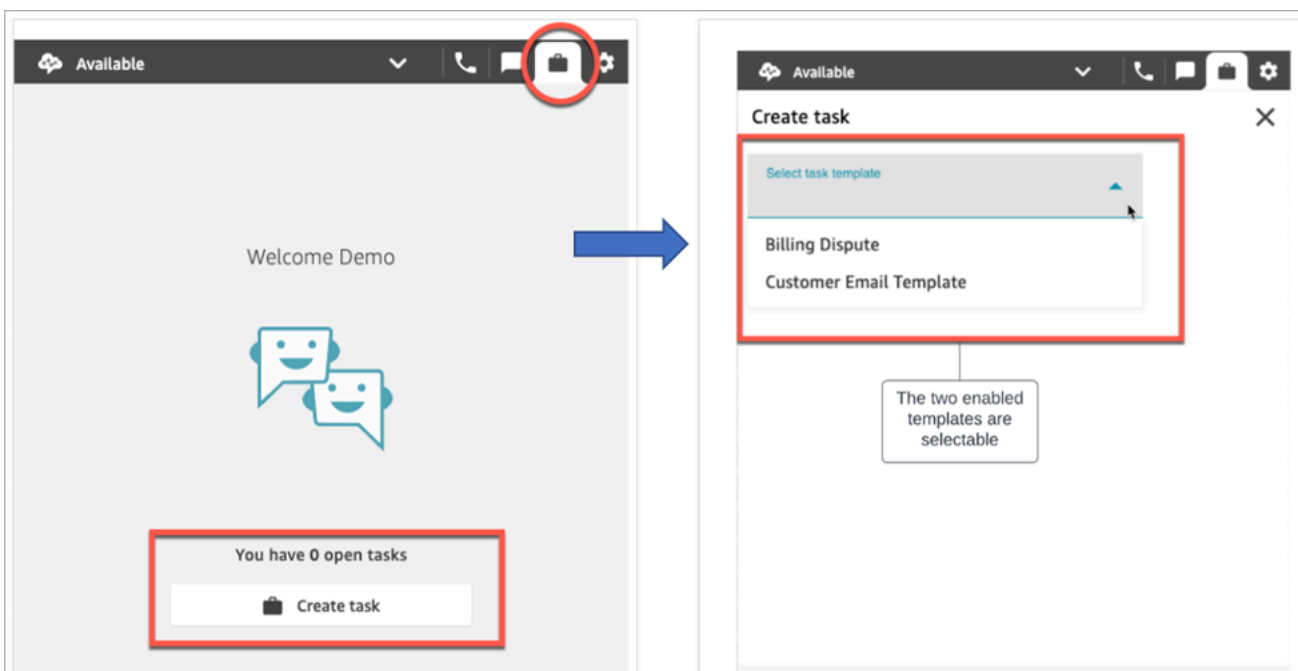 Available
Welcome Demo
You have 0 open tasks
Create task
Available
Create task
Select task template
Billing Dispute
Customer Email Template
The two enabled
templates are
selectable